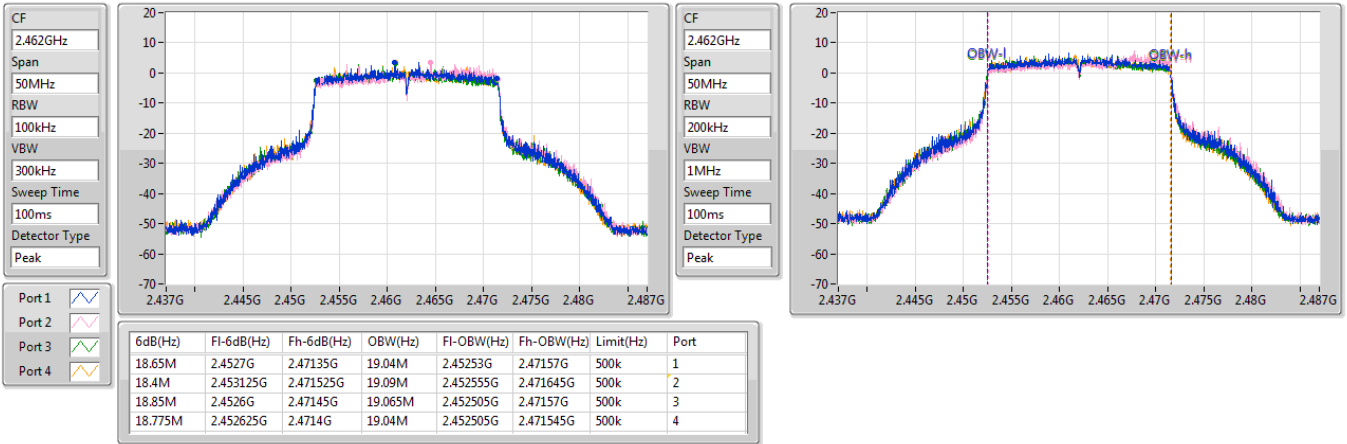 CF
2.462GHz
Span
50MHz
RBW
100kHz
VBW
300kHz
Sweep Time
100ms
Detector Type
Peak
20
10
0
-10
-20
-30
-40
-50
-60
-70
2.437G 2.445G 2.45G 2.455G 2.46G 2.465G 2.47G 2.475G 2.48G 2.487G
CF
2.462GHz
Span
50MHz
RBW
200kHz
VBW
1MHz
Sweep Time
100ms
Detector Type
Peak
20
10
0
-10
-20
-30
-40
-50
-60
-70
OBW-l OBW-h
2.437G 2.445G 2.45G 2.455G 2.46G 2.465G 2.47G 2.475G 2.48G 2.487G
Port 1
Port 2
Port 3
Port 4
6dB(Hz) Fl-6dB(Hz) Fh-6dB(Hz) OBW(Hz) Fl-OBW(Hz) Fh-OBW(Hz) Limit(Hz) Port
18.65M 2.4527G 2.47135G 19.04M 2.45253G 2.47157G 500k 1
18.4M 2.453125G 2.471525G 19.09M 2.452555G 2.471645G 500k 2
18.85M 2.4526G 2.47145G 19.065M 2.452505G 2.47157G 500k 3
18.775M 2.452625G 2.4714G 19.04M 2.452505G 2.471545G 500k 4